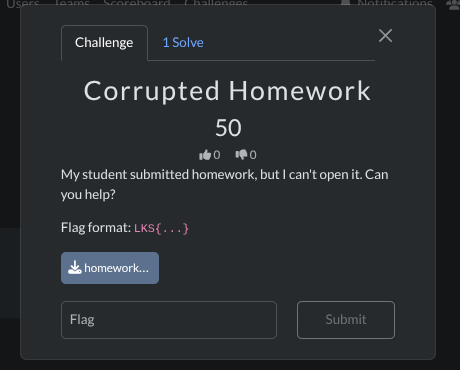 Users Teams Scoreboard Challenges Notifications
Challenge
1 Solve
Corrupted Homework
50
0 0
My student submitted homework, but I can't open it. Can
you help?
Flag format: LKS{...}
homework...
Flag
Submit